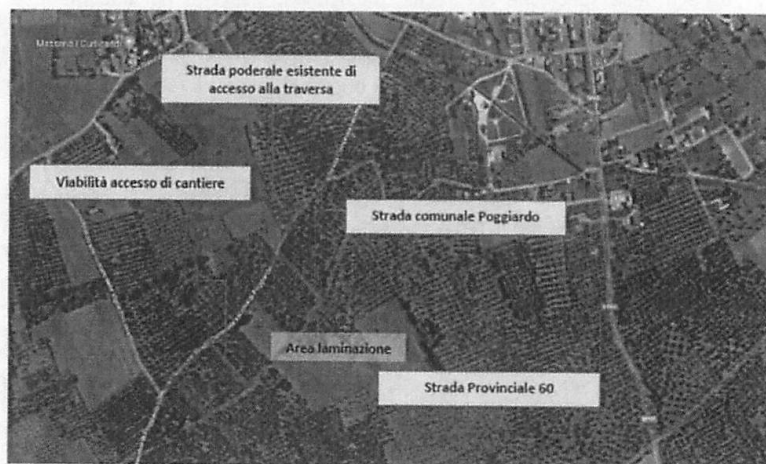 Strada poderale esistente di
accesso alla traversa
Viabilità accesso di cantiere
Strada comunale Poggiardo
Area laminazione
Strada Provinciale 60